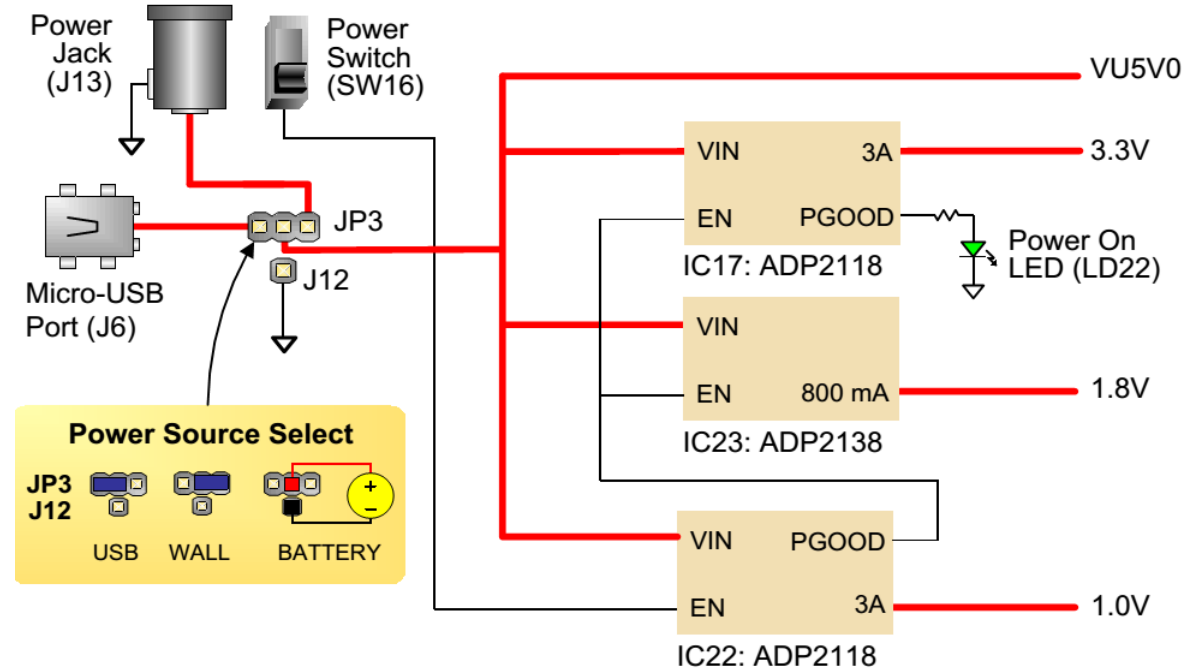 Power
Jack
(J13)
Power
Switch
(SW16)
VU5V0
VIN
3A
3.3V
EN
PGOOD
IC17: ADP2118
Power On
LED (LD22)
JP3
J12
Micro-USB
Port (J6)
VIN
EN
800 mA
1.8V
IC23: ADP2138
Power Source Select
JP3
J12
+
–
USB
WALL
BATTERY
VIN
PGOOD
EN
3A
1.0V
IC22: ADP2118